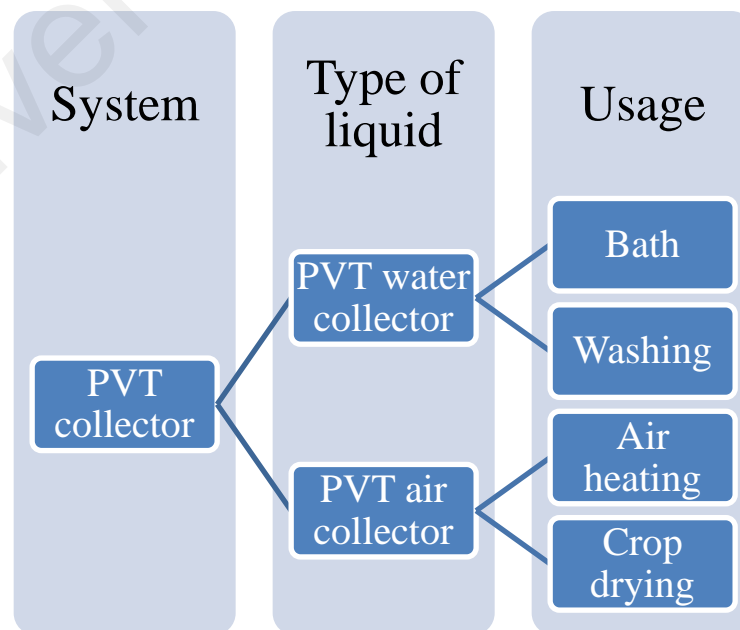 System
Type of
liquid
Usage
PVT
collector
PVT water
collector
PVT air
collector
Bath
Washing
Air
heating
Crop
drying